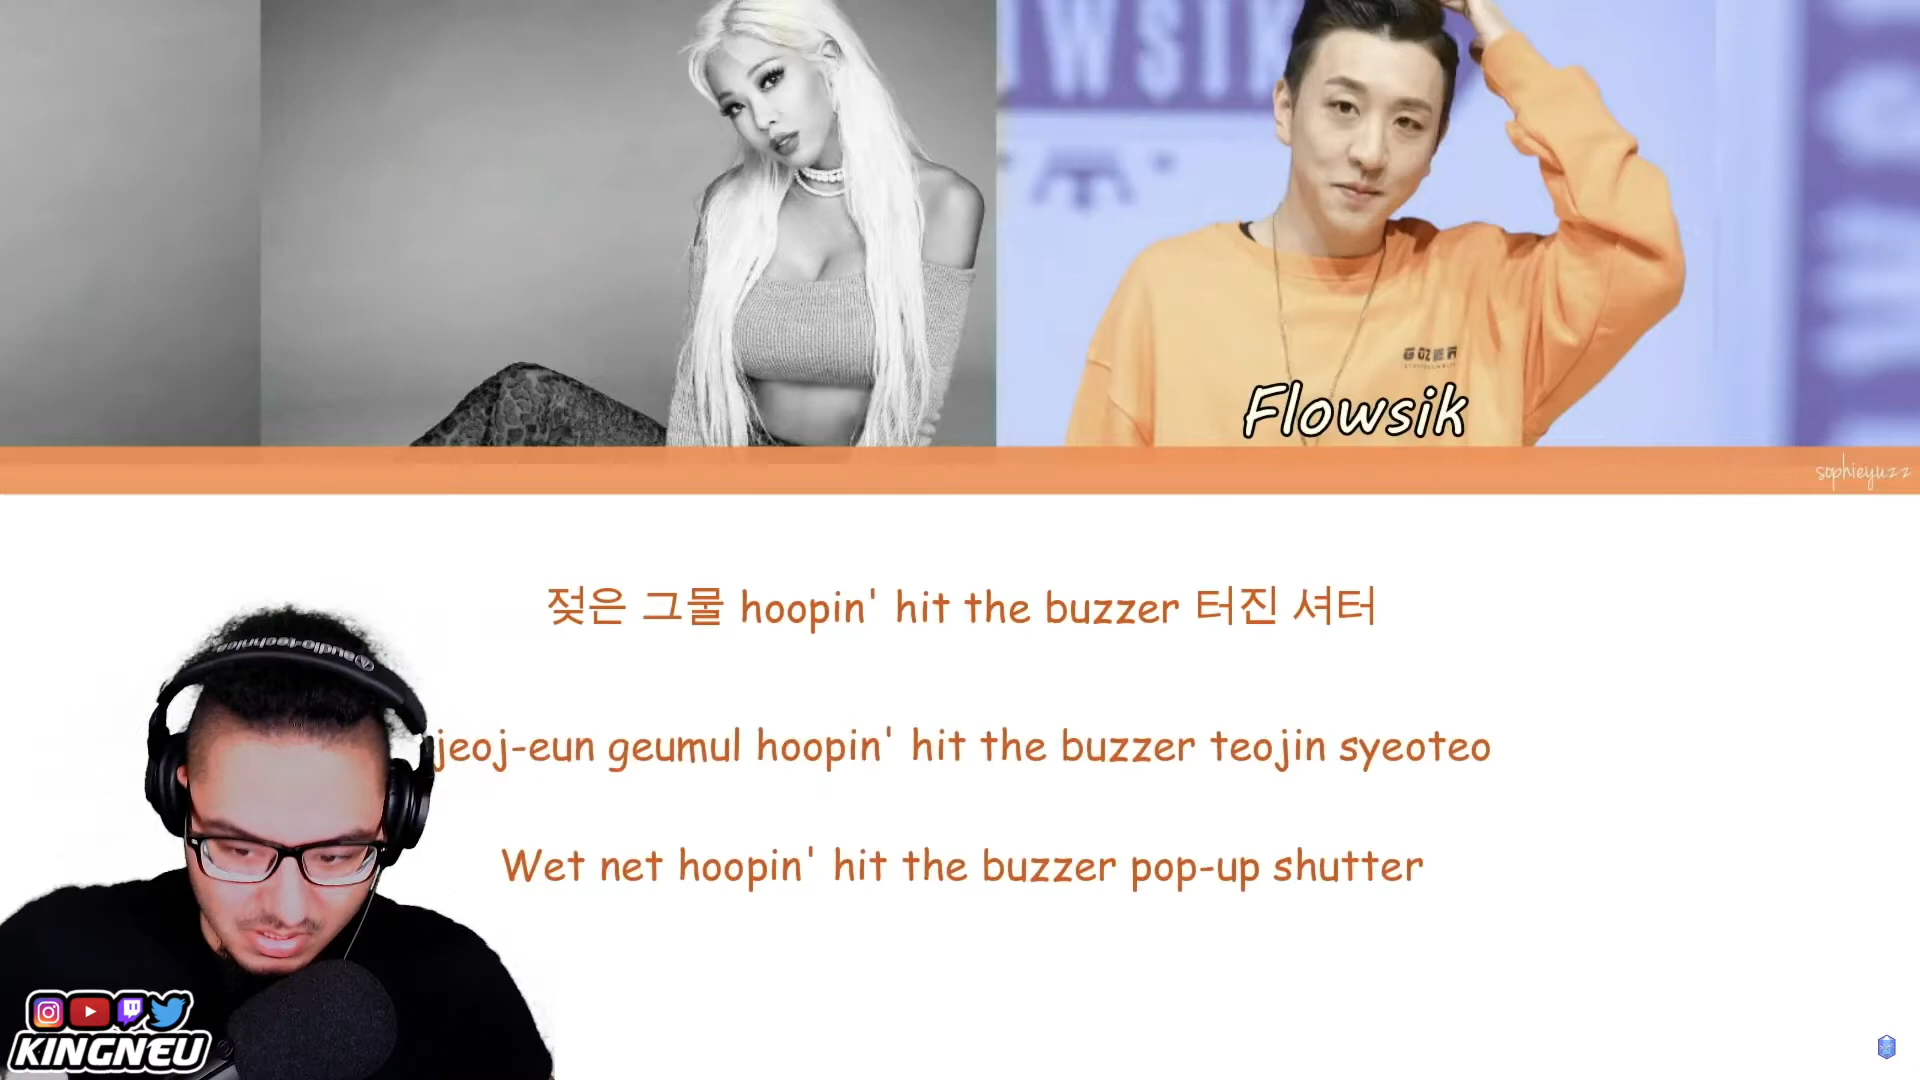 WSIK
GOZER
Flowsik
sophieyuzz
젖은 그물 hoopin' hit the buzzer 터진 셔터
jeoj-eun geumul hoopin' hit the buzzer teojin syeoteo
Wet net hoopin' hit the buzzer pop-up shutter
audio-technica
KINGNEU